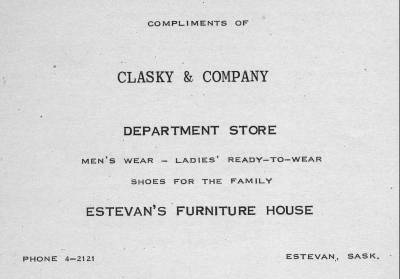 COMPLIMENTS OF
CLASKY & COMPANY
DEPARTMENT STORE
MEN'S WEAR - LADIES' READY-TO-WEAR
SHOES FOR THE FAMILY
ESTEVAN'S FURNITURE HOUSE
PHONE 4-2121 ESTEVAN, SASK.